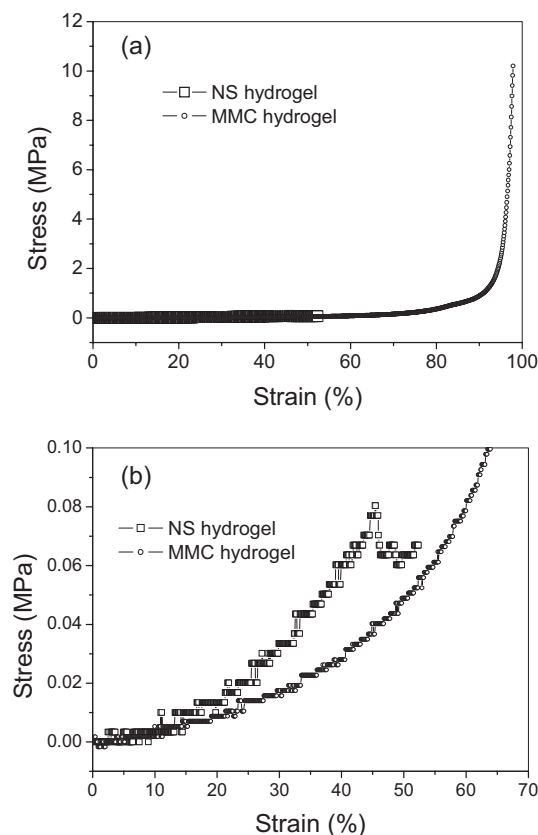 (a)
NS hydrogel
MMC hydrogel
12
10
8
6
4
2
0
Stress (MPa)
0 20 40 60 80 100
Strain (%)
(b)
NS hydrogel
MMC hydrogel
0.10
0.08
0.06
0.04
0.02
0.00
Stress (MPa)
0 10 20 30 40 50 60 70
Strain (%)